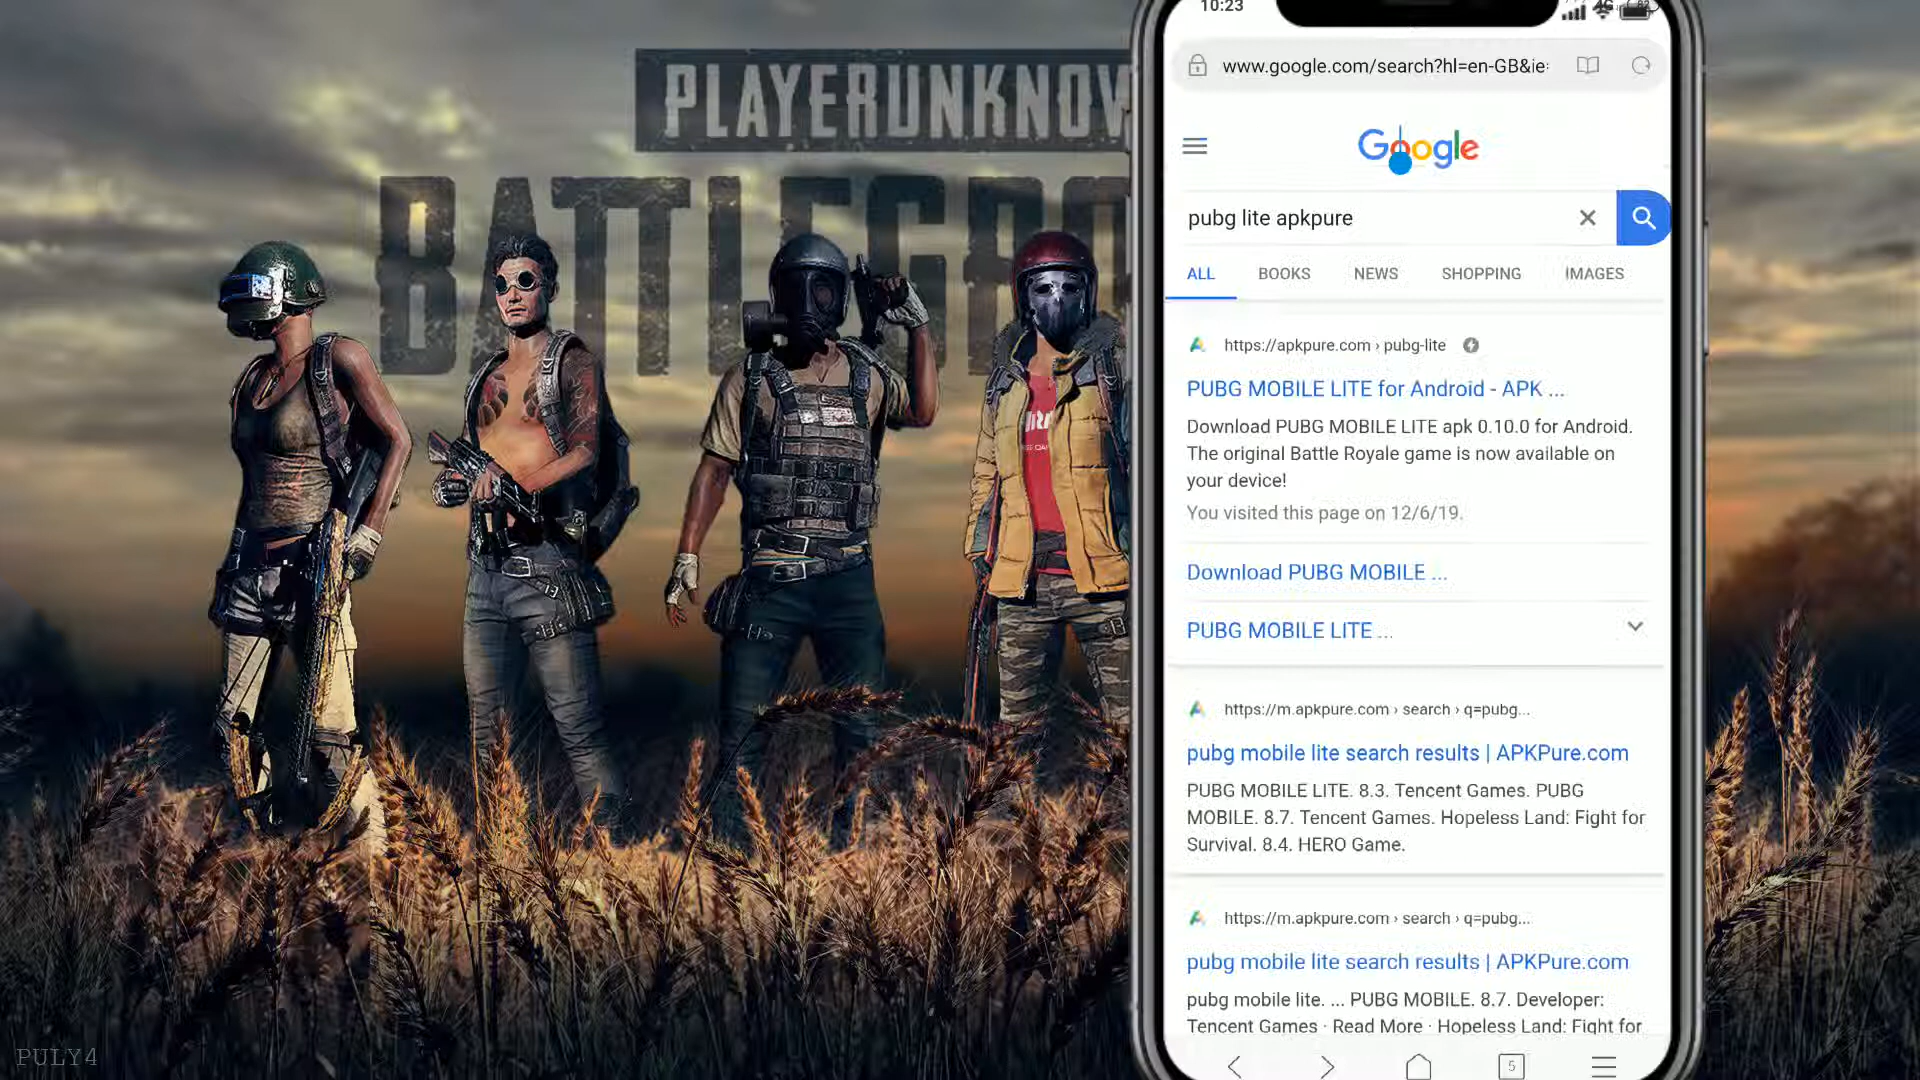 PLAYERUNKNOW
BATTLEGRO
10:23
4G
www.google.com/search?hl=en-GB&ie=
Google
pubg lite apkpure
ALL BOOKS NEWS SHOPPING IMAGES
https://apkpure.com › pubg-lite
PUBG MOBILE LITE for Android - APK ...
Download PUBG MOBILE LITE apk 0.10.0 for Android.
The original Battle Royale game is now available on
your device!
You visited this page on 12/6/19.
Download PUBG MOBILE ...
PUBG MOBILE LITE ...
https://m.apkpure.com › search › q=pubg...
pubg mobile lite search results | APKPure.com
PUBG MOBILE LITE. 8.3. Tencent Games. PUBG
MOBILE. 8.7. Tencent Games. Hopeless Land: Fight for
Survival. 8.4. HERO Game.
https://m.apkpure.com › search › q=pubg...
pubg mobile lite search results | APKPure.com
pubg mobile lite. ... PUBG MOBILE. 8.7. Developer:
Tencent Games · Read More · Hopeless Land: Fight for
5
PULY4